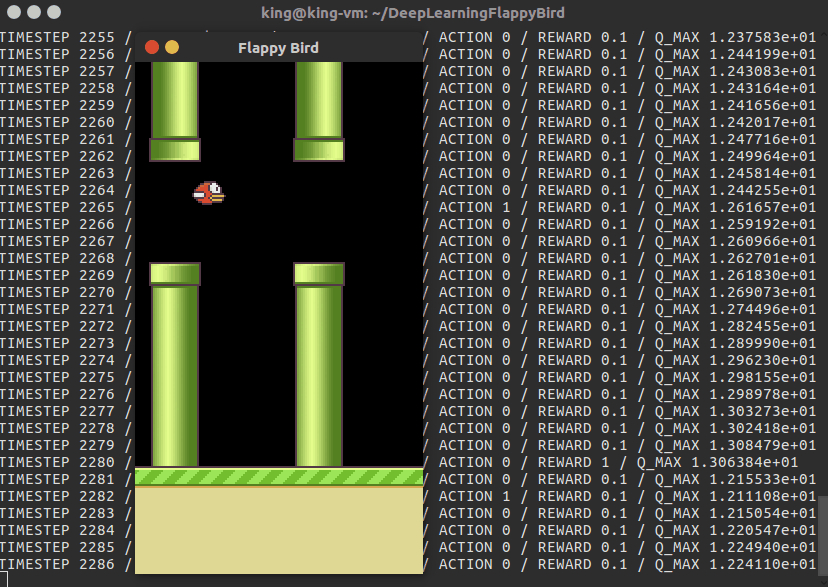 king@king-vm: ~/DeepLearningFlappyBird
Flappy Bird
TIMESTEP 2255 / / ACTION 0 / REWARD 0.1 / Q_MAX 1.237583e+01
TIMESTEP 2256 / / ACTION 0 / REWARD 0.1 / Q_MAX 1.244199e+01
TIMESTEP 2257 / / ACTION 0 / REWARD 0.1 / Q_MAX 1.243083e+01
TIMESTEP 2258 / / ACTION 0 / REWARD 0.1 / Q_MAX 1.243164e+01
TIMESTEP 2259 / / ACTION 0 / REWARD 0.1 / Q_MAX 1.241656e+01
TIMESTEP 2260 / / ACTION 0 / REWARD 0.1 / Q_MAX 1.242017e+01
TIMESTEP 2261 / / ACTION 0 / REWARD 0.1 / Q_MAX 1.247716e+01
TIMESTEP 2262 / / ACTION 0 / REWARD 0.1 / Q_MAX 1.249964e+01
TIMESTEP 2263 / / ACTION 0 / REWARD 0.1 / Q_MAX 1.245814e+01
TIMESTEP 2264 / / ACTION 0 / REWARD 0.1 / Q_MAX 1.244255e+01
TIMESTEP 2265 / / ACTION 1 / REWARD 0.1 / Q_MAX 1.261657e+01
TIMESTEP 2266 / / ACTION 0 / REWARD 0.1 / Q_MAX 1.259192e+01
TIMESTEP 2267 / / ACTION 0 / REWARD 0.1 / Q_MAX 1.260966e+01
TIMESTEP 2268 / / ACTION 0 / REWARD 0.1 / Q_MAX 1.262701e+01
TIMESTEP 2269 / / ACTION 0 / REWARD 0.1 / Q_MAX 1.261830e+01
TIMESTEP 2270 / / ACTION 0 / REWARD 0.1 / Q_MAX 1.269073e+01
TIMESTEP 2271 / / ACTION 0 / REWARD 0.1 / Q_MAX 1.274496e+01
TIMESTEP 2272 / / ACTION 0 / REWARD 0.1 / Q_MAX 1.282455e+01
TIMESTEP 2273 / / ACTION 0 / REWARD 0.1 / Q_MAX 1.289990e+01
TIMESTEP 2274 / / ACTION 0 / REWARD 0.1 / Q_MAX 1.296230e+01
TIMESTEP 2275 / / ACTION 0 / REWARD 0.1 / Q_MAX 1.298155e+01
TIMESTEP 2276 / / ACTION 0 / REWARD 0.1 / Q_MAX 1.298978e+01
TIMESTEP 2277 / / ACTION 0 / REWARD 0.1 / Q_MAX 1.303273e+01
TIMESTEP 2278 / / ACTION 0 / REWARD 0.1 / Q_MAX 1.302418e+01
TIMESTEP 2279 / / ACTION 0 / REWARD 0.1 / Q_MAX 1.308479e+01
TIMESTEP 2280 / / ACTION 0 / REWARD 1 / Q_MAX 1.306384e+01
TIMESTEP 2281 / / ACTION 0 / REWARD 0.1 / Q_MAX 1.215533e+01
TIMESTEP 2282 / / ACTION 1 / REWARD 0.1 / Q_MAX 1.211108e+01
TIMESTEP 2283 / / ACTION 0 / REWARD 0.1 / Q_MAX 1.215054e+01
TIMESTEP 2284 / / ACTION 0 / REWARD 0.1 / Q_MAX 1.220547e+01
TIMESTEP 2285 / / ACTION 0 / REWARD 0.1 / Q_MAX 1.224940e+01
TIMESTEP 2286 / / ACTION 0 / REWARD 0.1 / Q_MAX 1.224110e+01